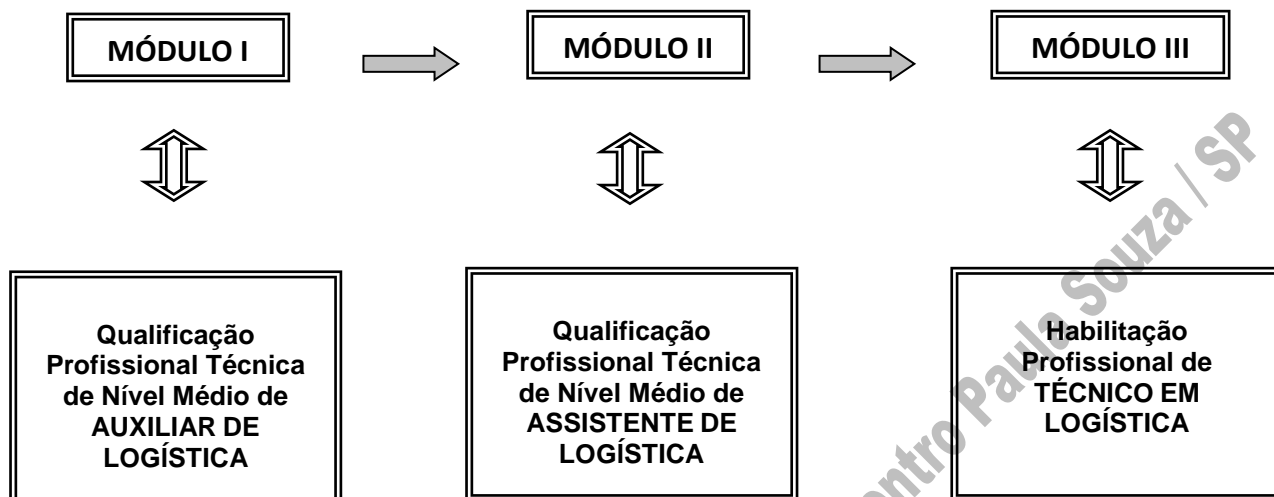 MÓDULO I
MÓDULO II
MÓDULO III
Qualificação
Profissional Técnica
de Nível Médio de
AUXILIAR DE
LOGÍSTICA
Qualificação
Profissional Técnica
de Nível Médio de
ASSISTENTE DE
LOGÍSTICA
Habilitação
Profissional de
TÉCNICO EM
LOGÍSTICA
entro Paula Souza / SP